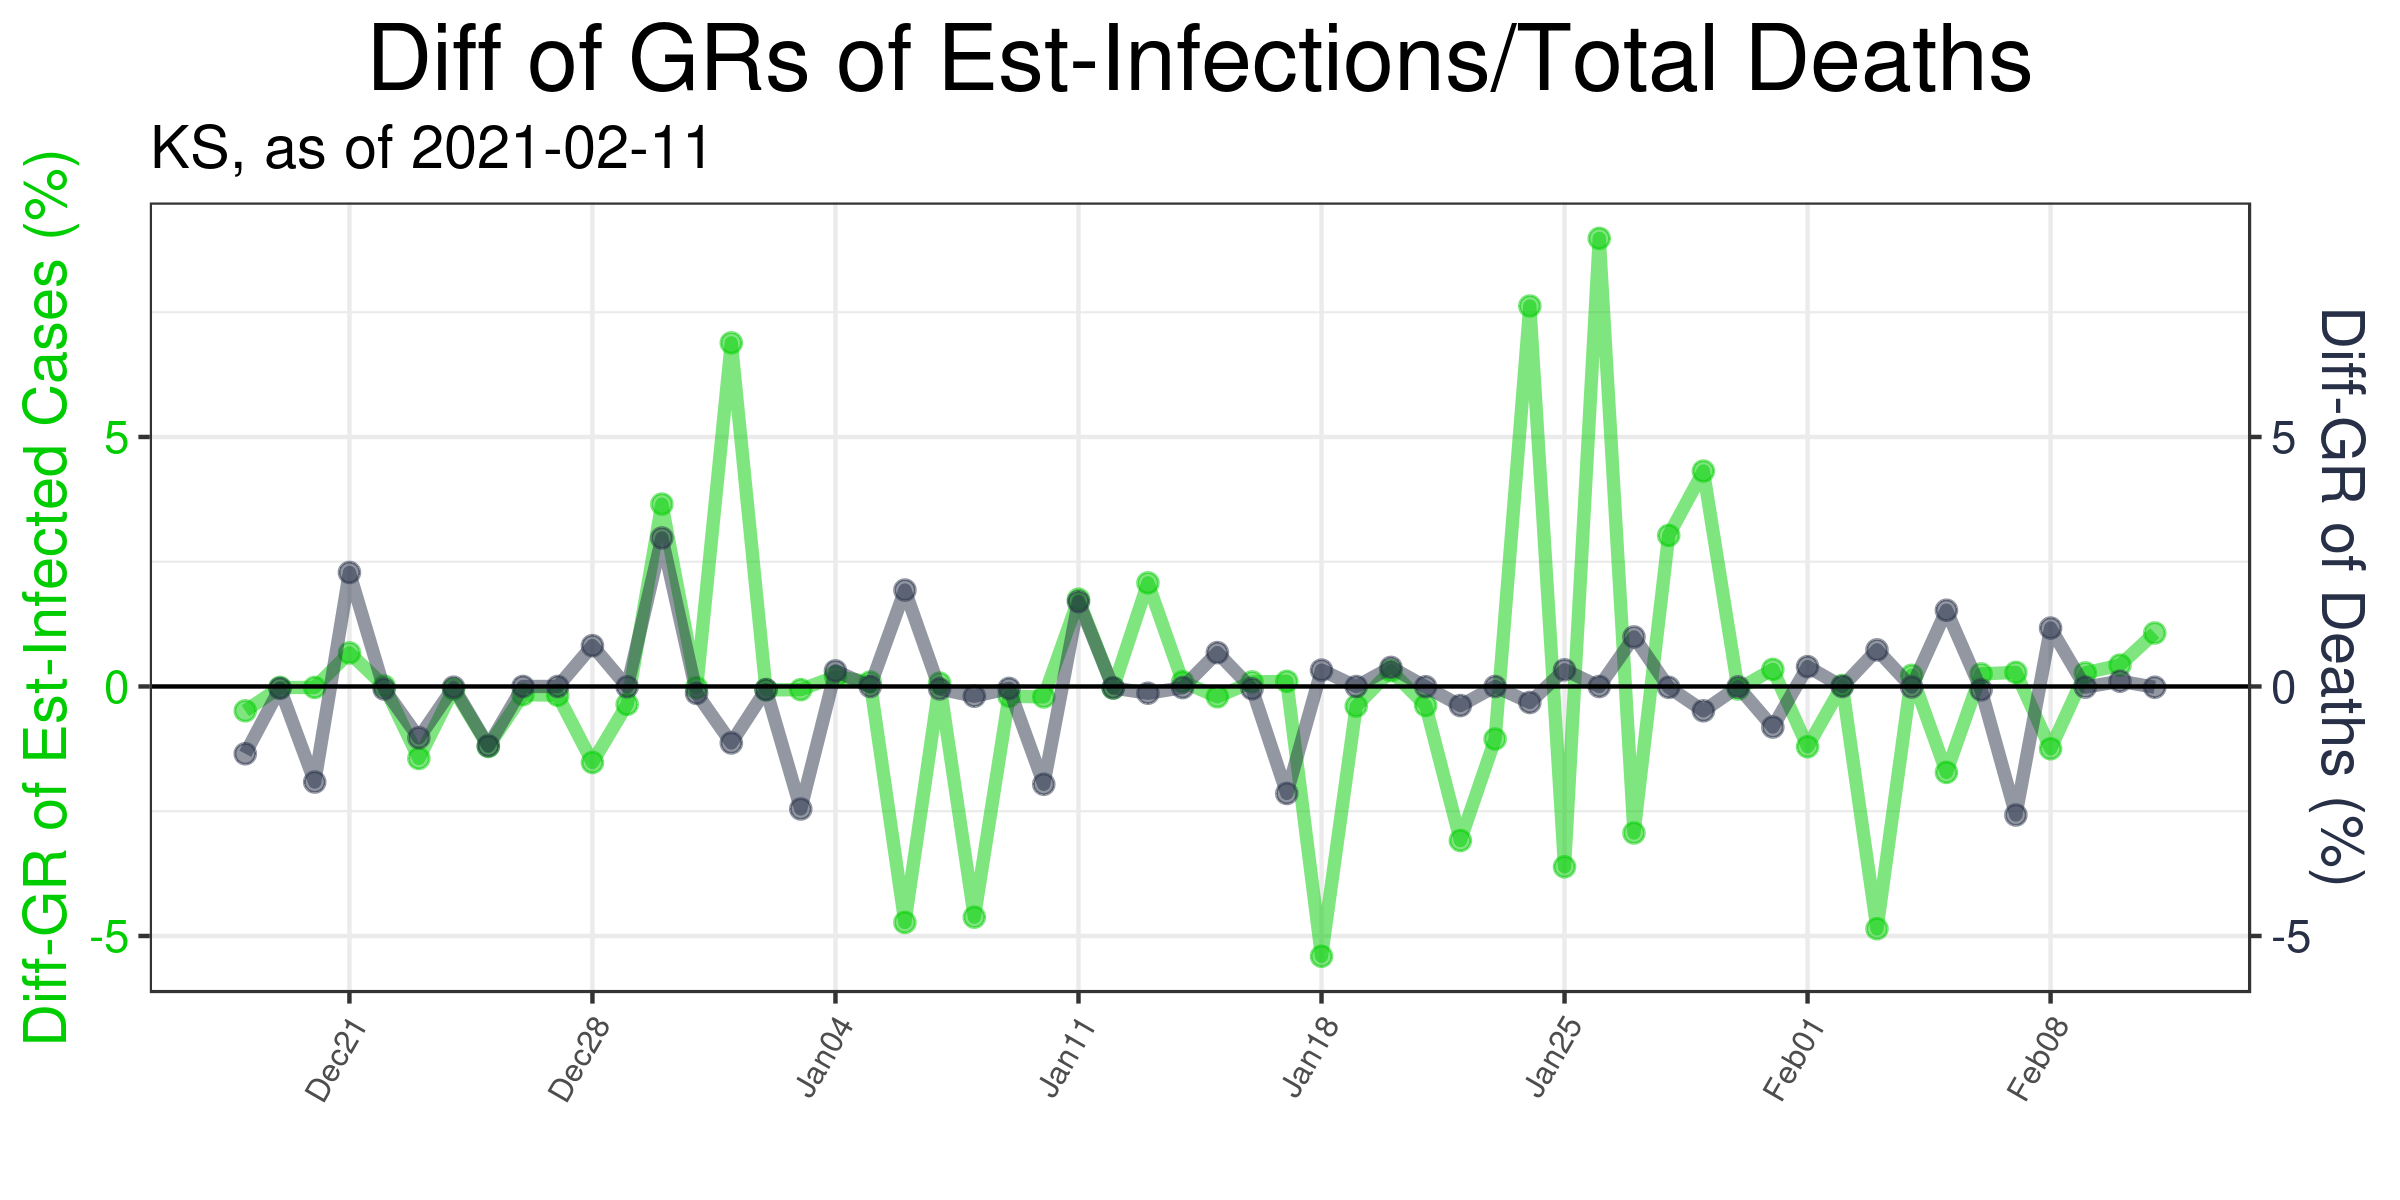 Diff of GRs of Est-Infections/Total Deaths
KS, as of 2021-02-11
Diff-GR of Est-Infected Cases (%)
5
0
-5
5
0
-5
Diff-GR of Deaths (%)
Dec21
Dec28
Jan04
Jan11
Jan18
Jan25
Feb01
Feb08